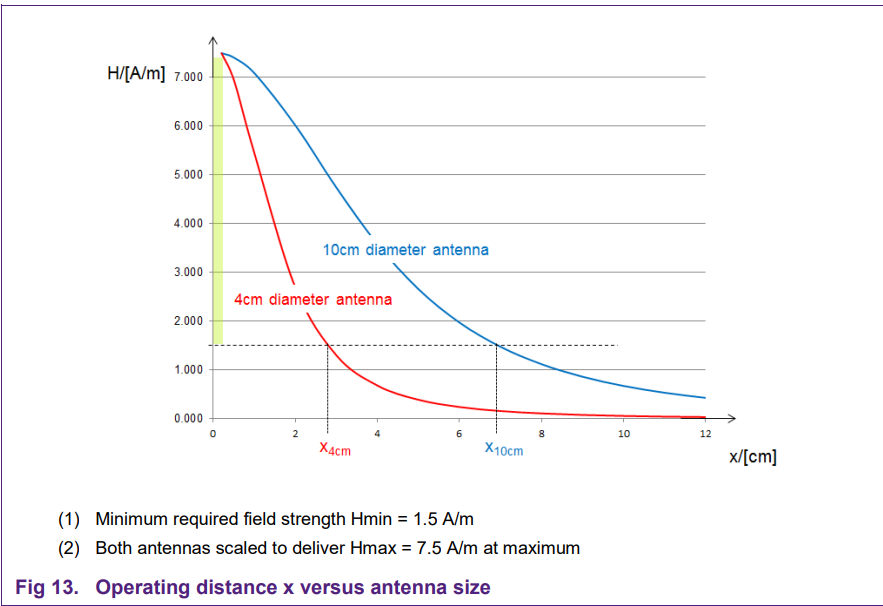 H/[A/m]
7.000
6.000
5.000
4.000
10cm diameter antenna
3.000
4cm diameter antenna
2.000
1.000
0.000
0 2 4 6 8 10 12
x4cm x10cm
x/[cm]
(1) Minimum required field strength Hmin = 1.5 A/m
(2) Both antennas scaled to deliver Hmax = 7.5 A/m at maximum
Fig 13. Operating distance x versus antenna size